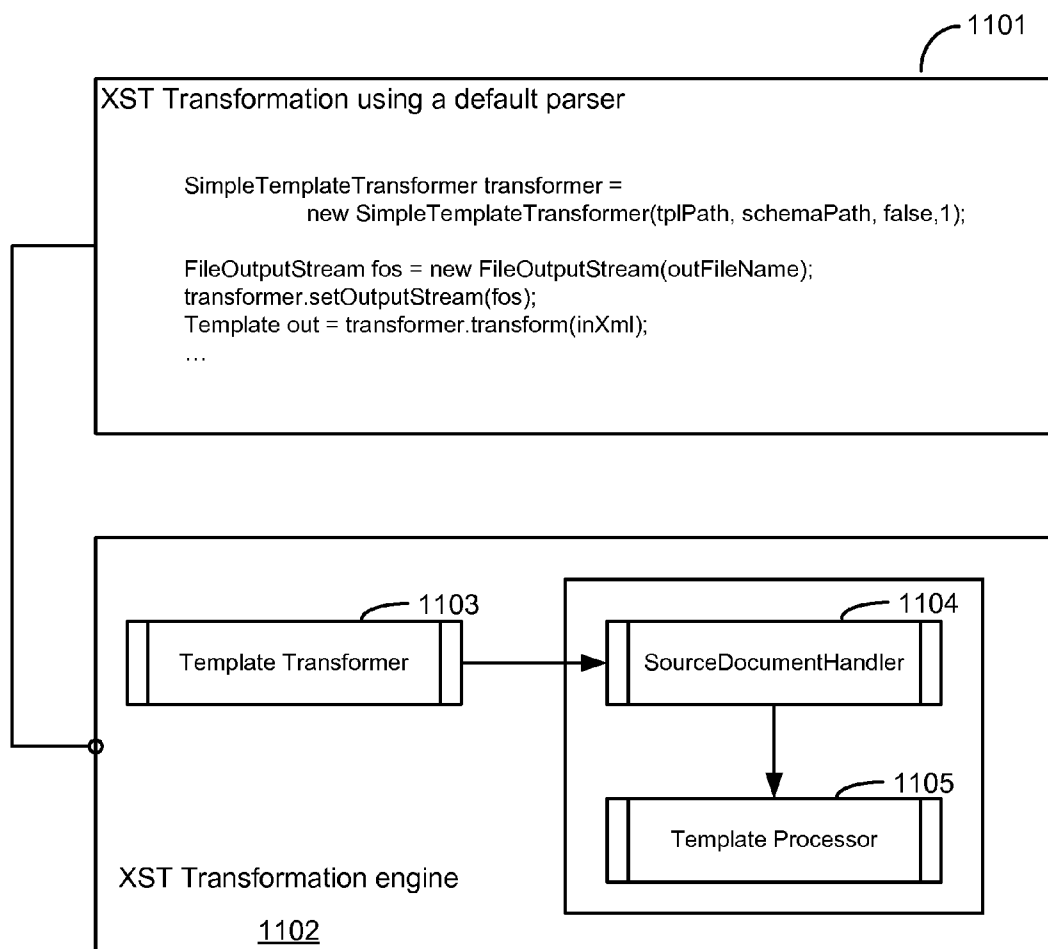 1101
XST Transformation using a default parser
SimpleTemplateTransformer transformer =
new SimpleTemplateTransformer(tplPath, schemaPath, false,1);
FileOutputStream fos = new FileOutputStream(outFileName);
transformer.setOutputStream(fos);
Template out = transformer.transform(inXml);
...
1103
Template Transformer
1104
SourceDocumentHandler
1105
Template Processor
XST Transformation engine
1102